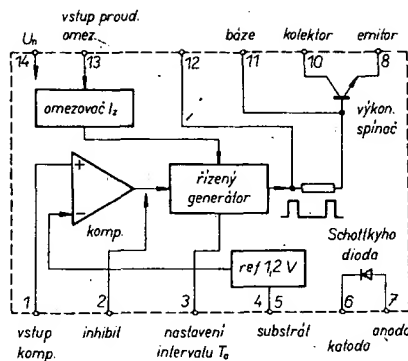 vstup proud.
omez.
báze
kolektor
emitor
Un
14
13
12
11
10
8
omezovač Iz
výkon.
spínač
+
−
komp.
řízený
generátor
ref 1,2 V
Schottkyho
dioda
1
2
3
4
5
6
7
vstup
komp.
inhibit
nastavení
intervalu Ta
substrát
katoda
anoda